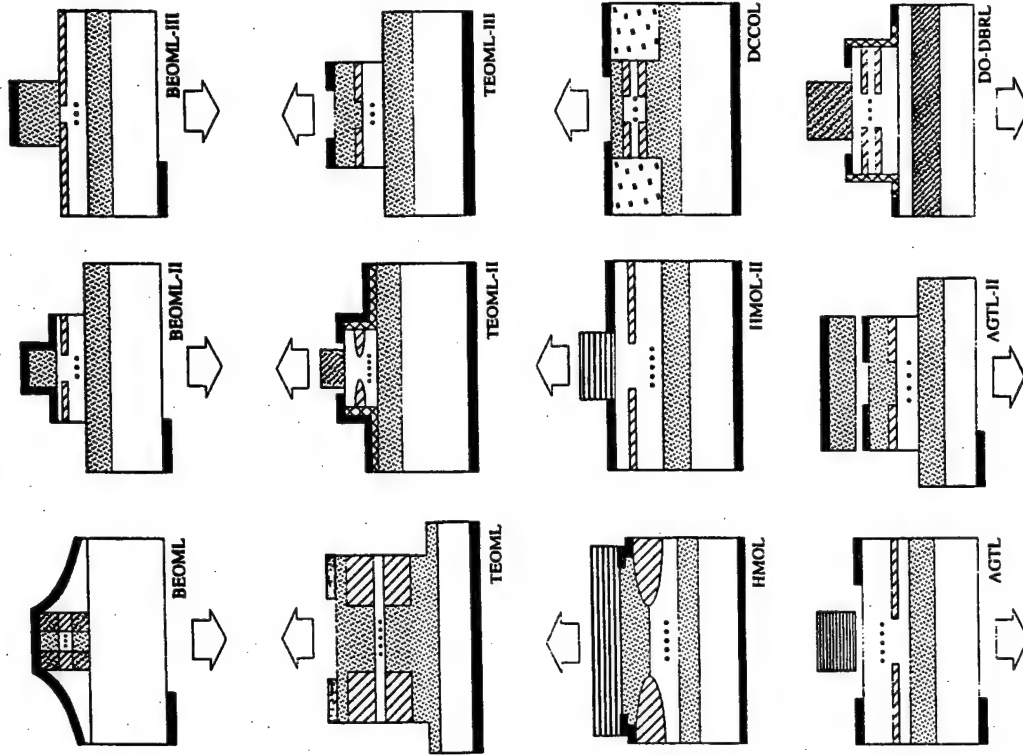 BEOML
BEOML-II
BEOML-III
TEOML
TEOML-II
TEOML-III
HMOL
HMOL-II
DCCOL
AGTL
AGTL-II
DO-DBRL